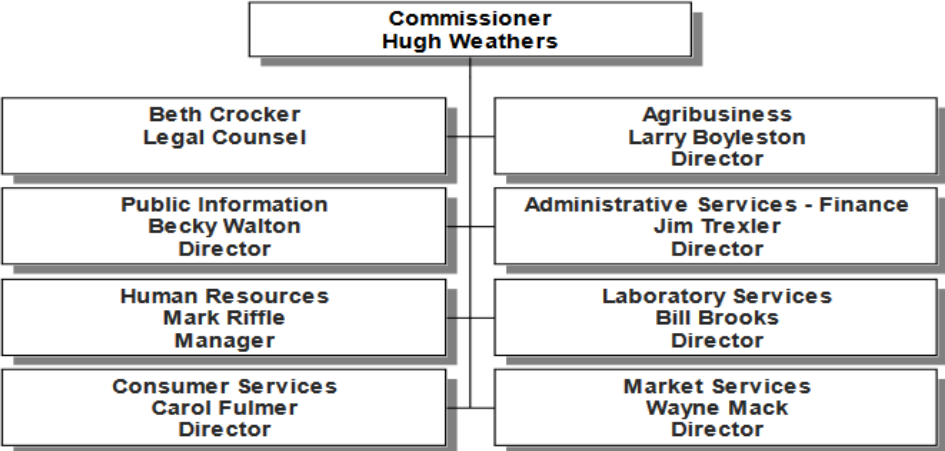 Commissioner
Hugh Weathers
Beth Crocker
Legal Counsel
Agribusiness
Larry Boyleston
Director
Public Information
Becky Walton
Director
Administrative Services - Finance
Jim Trexler
Director
Human Resources
Mark Riffle
Manager
Laboratory Services
Bill Brooks
Director
Consumer Services
Carol Fulmer
Director
Market Services
Wayne Mack
Director